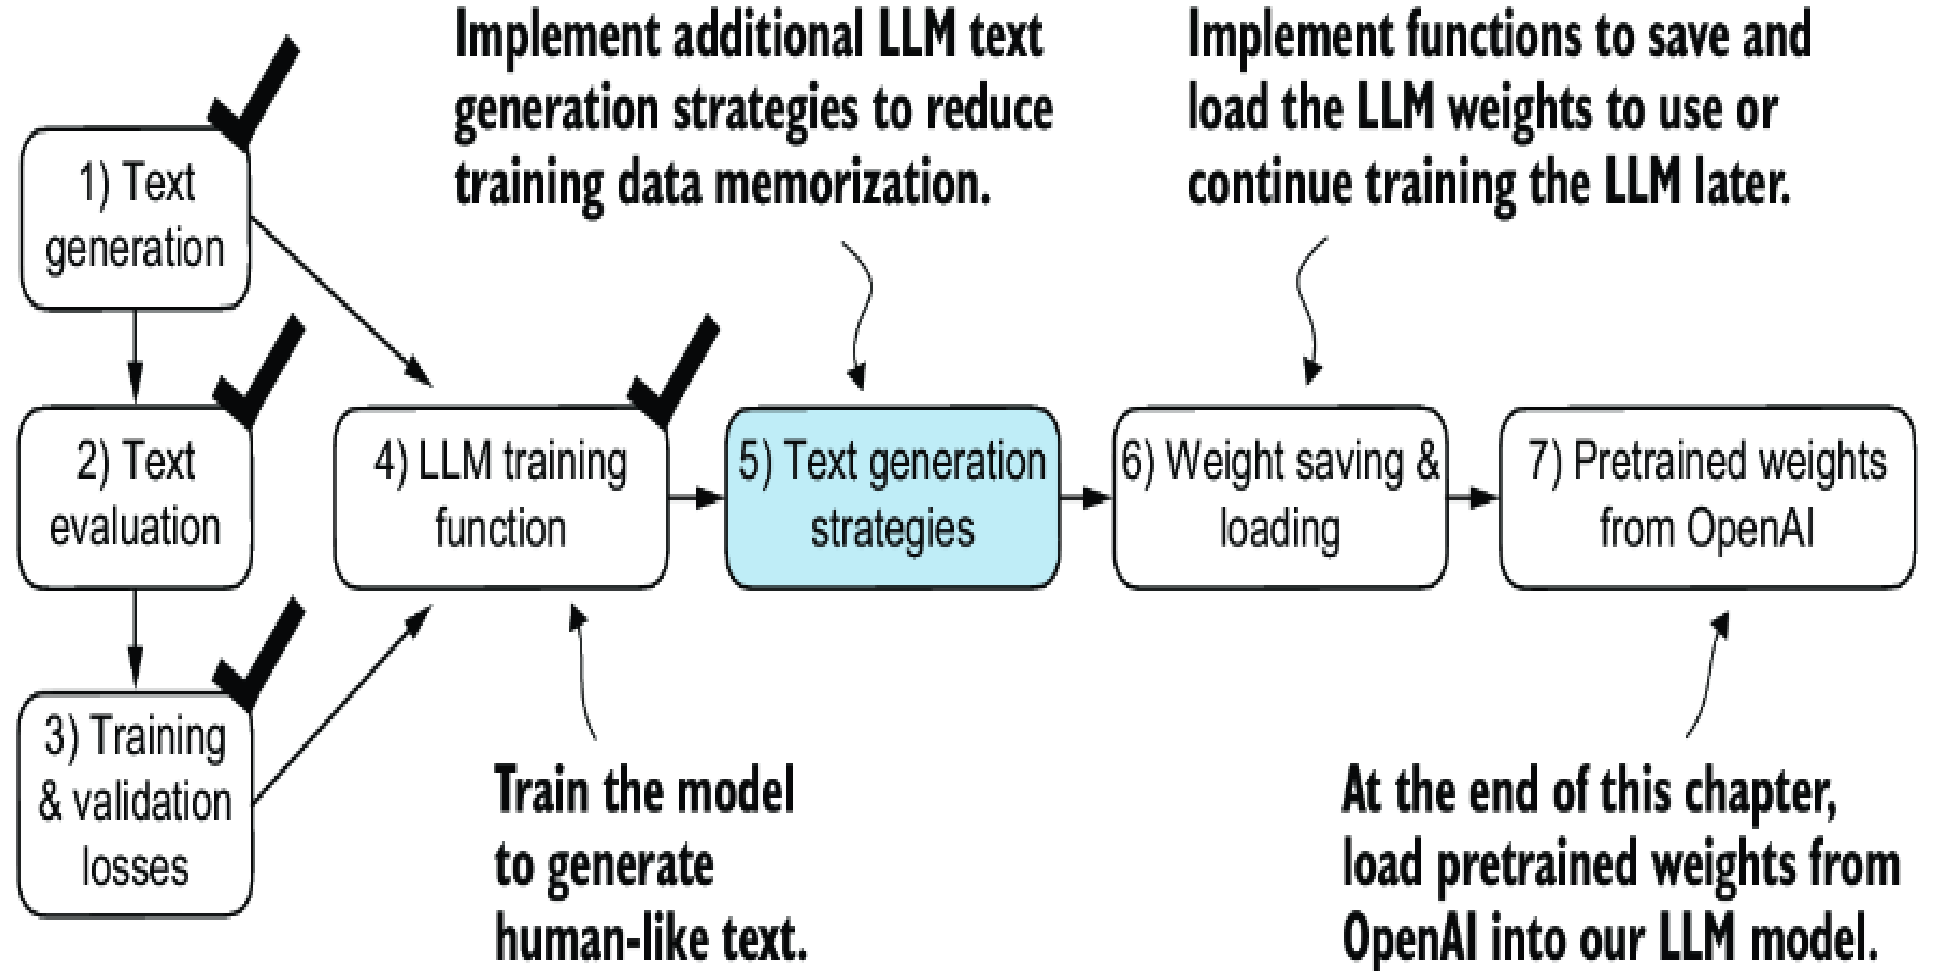 Implement additional LLM text
generation strategies to reduce
training data memorization.
Implement functions to save and
load the LLM weights to use or
continue training the LLM later.
1) Text
generation
2) Text
evaluation
3) Training
& validation
losses
4) LLM training
function
5) Text generation
strategies
6) Weight saving &
loading
7) Pretrained weights
from OpenAI
Train the model
to generate
human-like text.
At the end of this chapter,
load pretrained weights from
OpenAI into our LLM model.